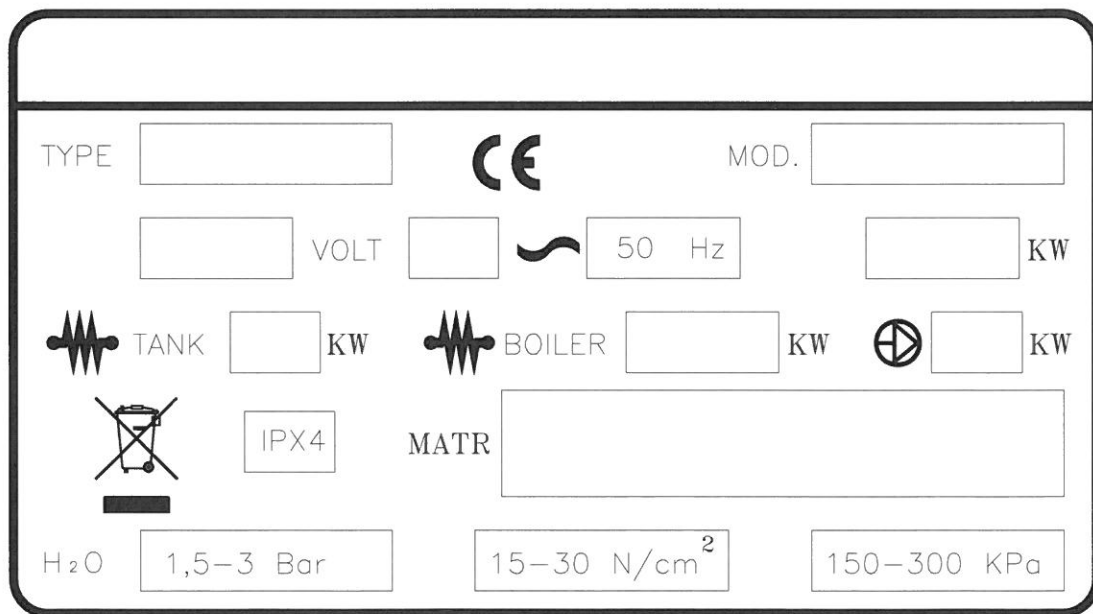 TYPE CE MOD.
VOLT 50 Hz KW
TANK KW BOILER KW KW
IPX4 MATR
H₂O 1,5-3 Bar 15-30 N/cm² 150-300 KPa